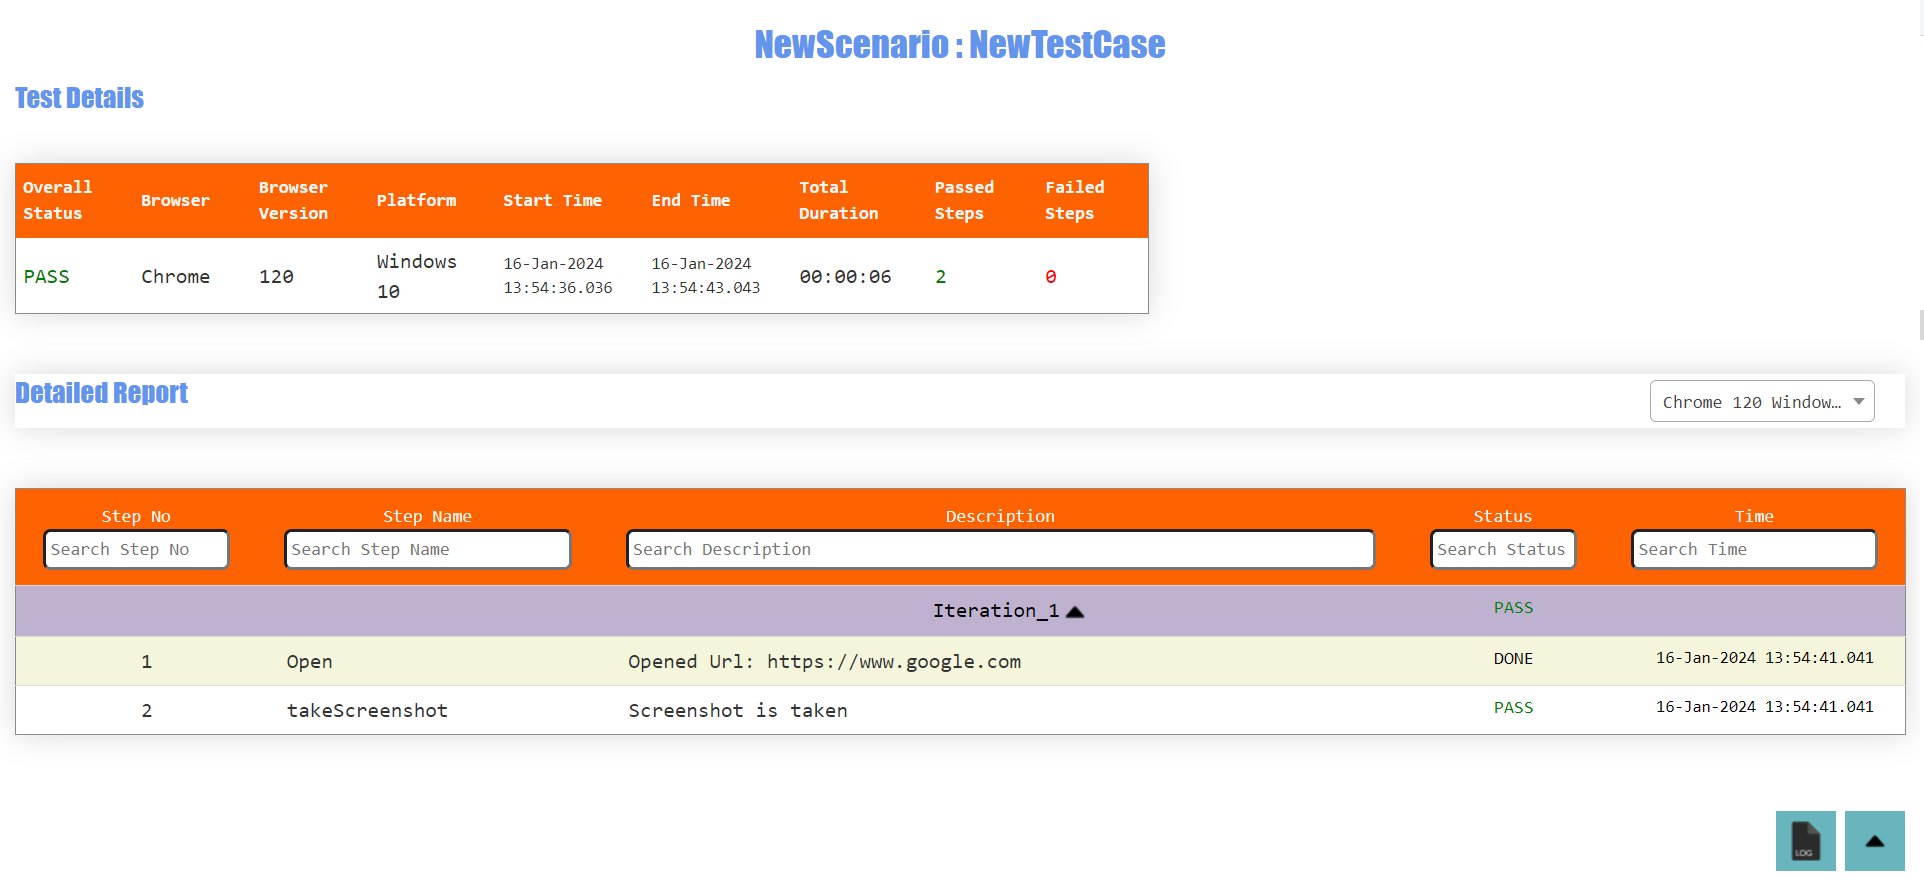 NewScenario : NewTestCase
Test Details
Overall Status Browser Browser Version Platform Start Time End Time Total Duration Passed Steps Failed Steps
PASS Chrome 120 Windows 10 16-Jan-2024 13:54:36.036 16-Jan-2024 13:54:43.043 00:00:06 2 0
Detailed Report
Chrome 120 Window…
Step No Step Name Description Status Time
Search Step No Search Step Name Search Description Search Status Search Time
Iteration_1 PASS
1 Open Opened Url: https://www.google.com DONE 16-Jan-2024 13:54:41.041
2 takeScreenshot Screenshot is taken PASS 16-Jan-2024 13:54:41.041
LOG